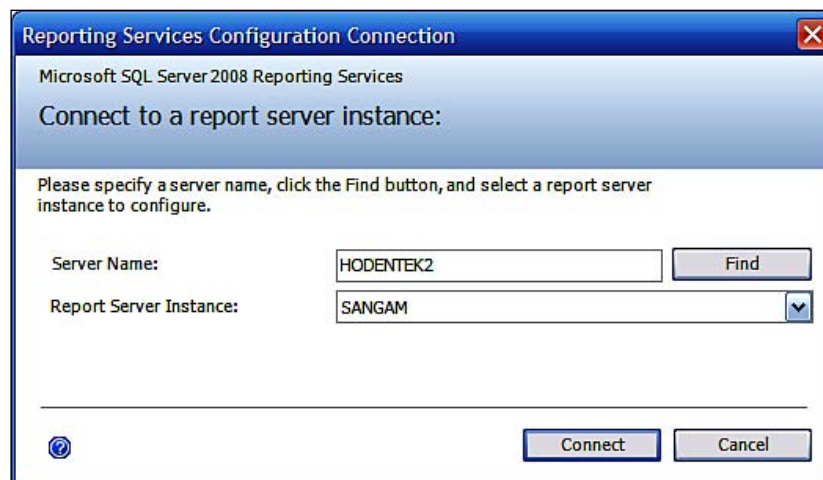 Reporting Services Configuration Connection
Microsoft SQL Server 2008 Reporting Services
Connect to a report server instance:
Please specify a server name, click the Find button, and select a report server
instance to configure.
Server Name: HODENTEK2 Find
Report Server Instance: SANGAM
Connect Cancel